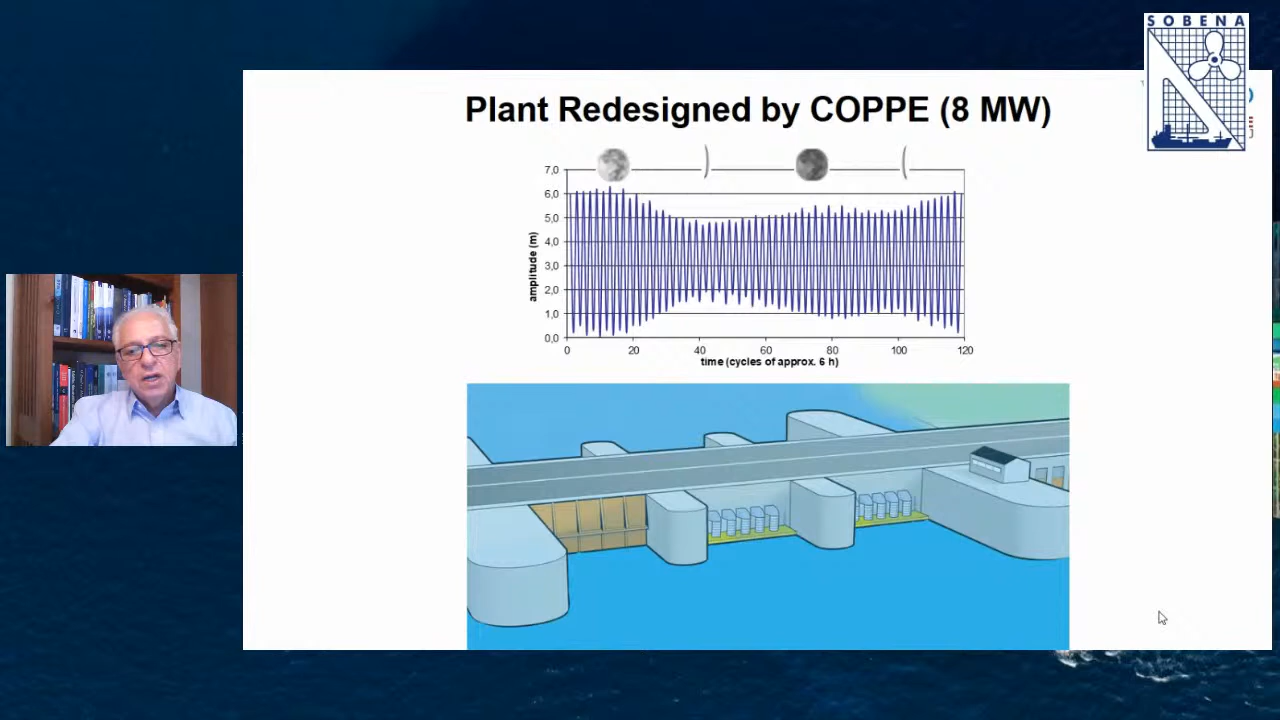 SOBENA
Plant Redesigned by COPPE (8 MW)
7,0
6,0
5,0
4,0
3,0
2,0
1,0
0,0
amplitude (m)
0 20 40 60 80 100 120
time (cycles of approx. 6 h)